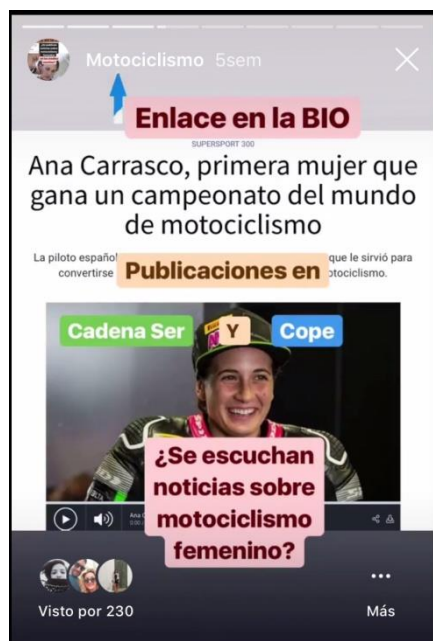 Motociclismo 5sem
Enlace en la BIO
SUPERSPORT 300
Ana Carrasco, primera mujer que
gana un campeonato del mundo
de motociclismo
La piloto español que le sirvió para
Publicaciones en
convertirse otociclismo.
Cadena Ser Y Cope
¿Se escuchan
noticias sobre
motociclismo
femenino?
Ana C
Visto por 230
Más